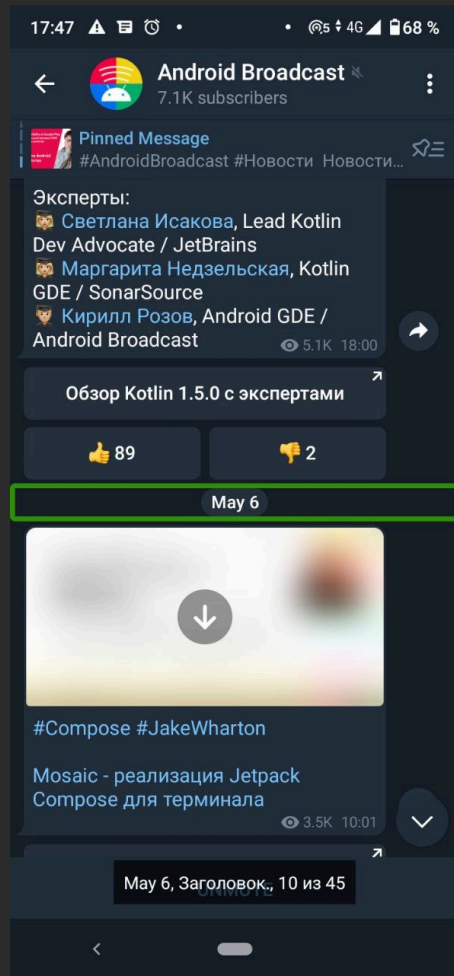 17:47
5 4G 68 %
Android Broadcast
7.1K subscribers
Pinned Message
#AndroidBroadcast #Новости Новости...
Эксперты:
Светлана Исакова, Lead Kotlin
Dev Advocate / JetBrains
Маргарита Недзельская, Kotlin
GDE / SonarSource
Кирилл Розов, Android GDE /
Android Broadcast
5.1K 18:00
Обзор Kotlin 1.5.0 с экспертами
89
2
May 6
#Compose #JakeWharton
Mosaic - реализация Jetpack
Compose для терминала
3.5K 10:01
UNMUTE
May 6, Заголовок., 10 из 45